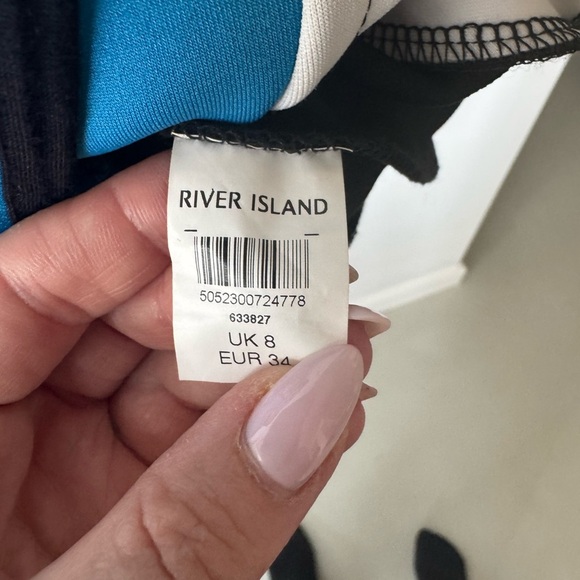 RIVER ISLAND
5052300724778
633827
UK 8
EUR 34